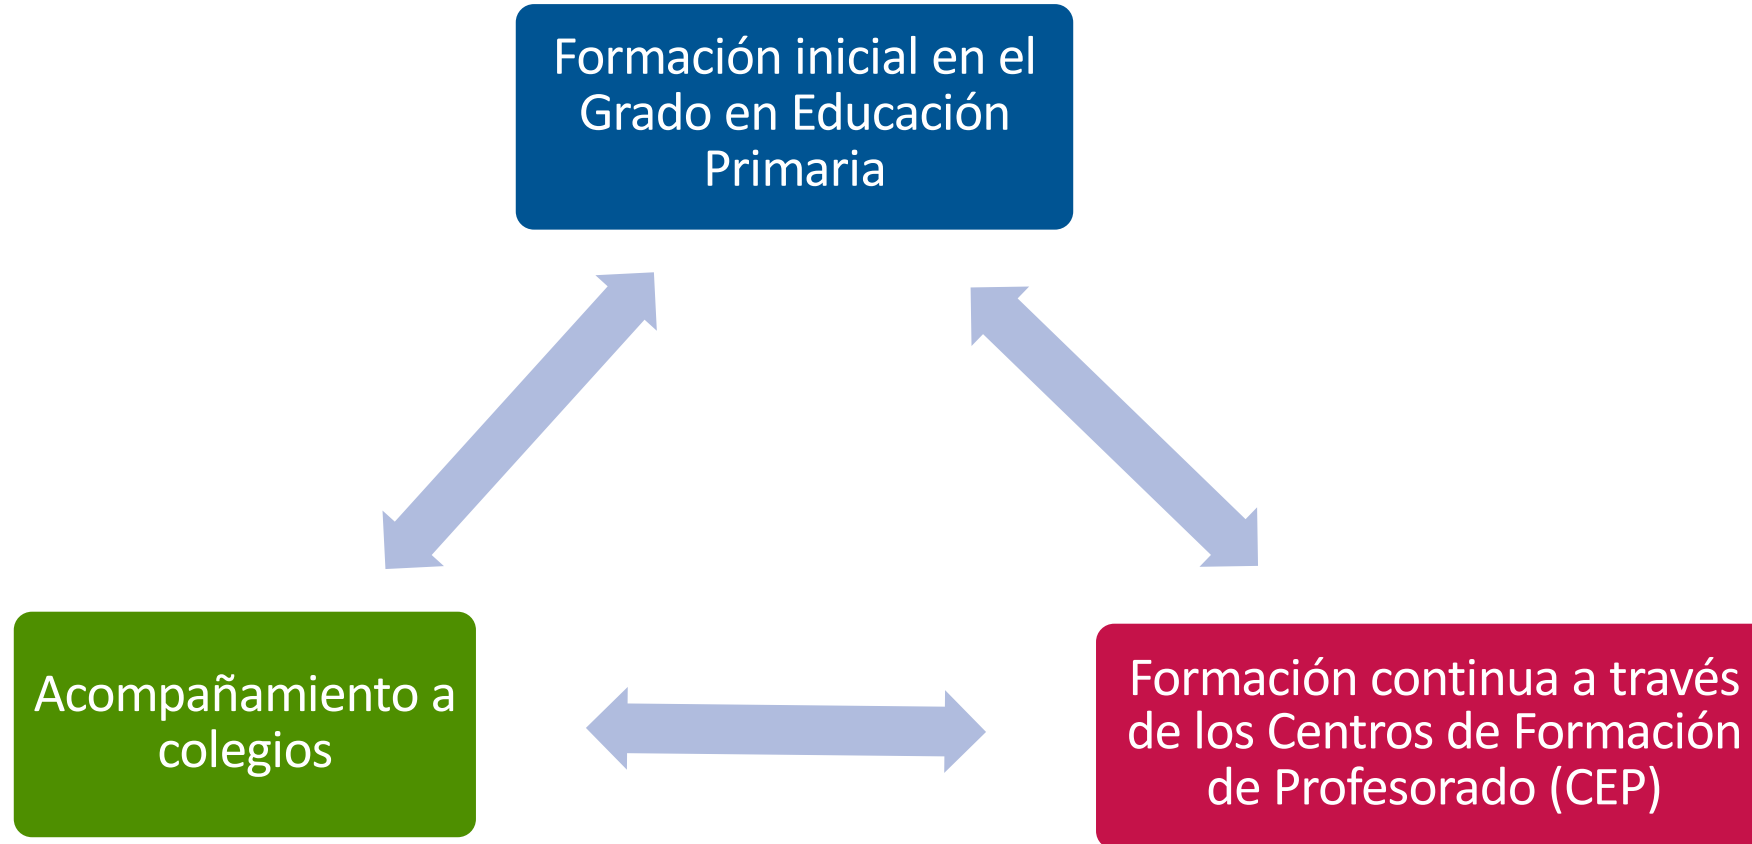 Formación inicial en el
Grado en Educación
Primaria
Acompañamiento a
colegios
Formación continua a través
de los Centros de Formación
de Profesorado (CEP)